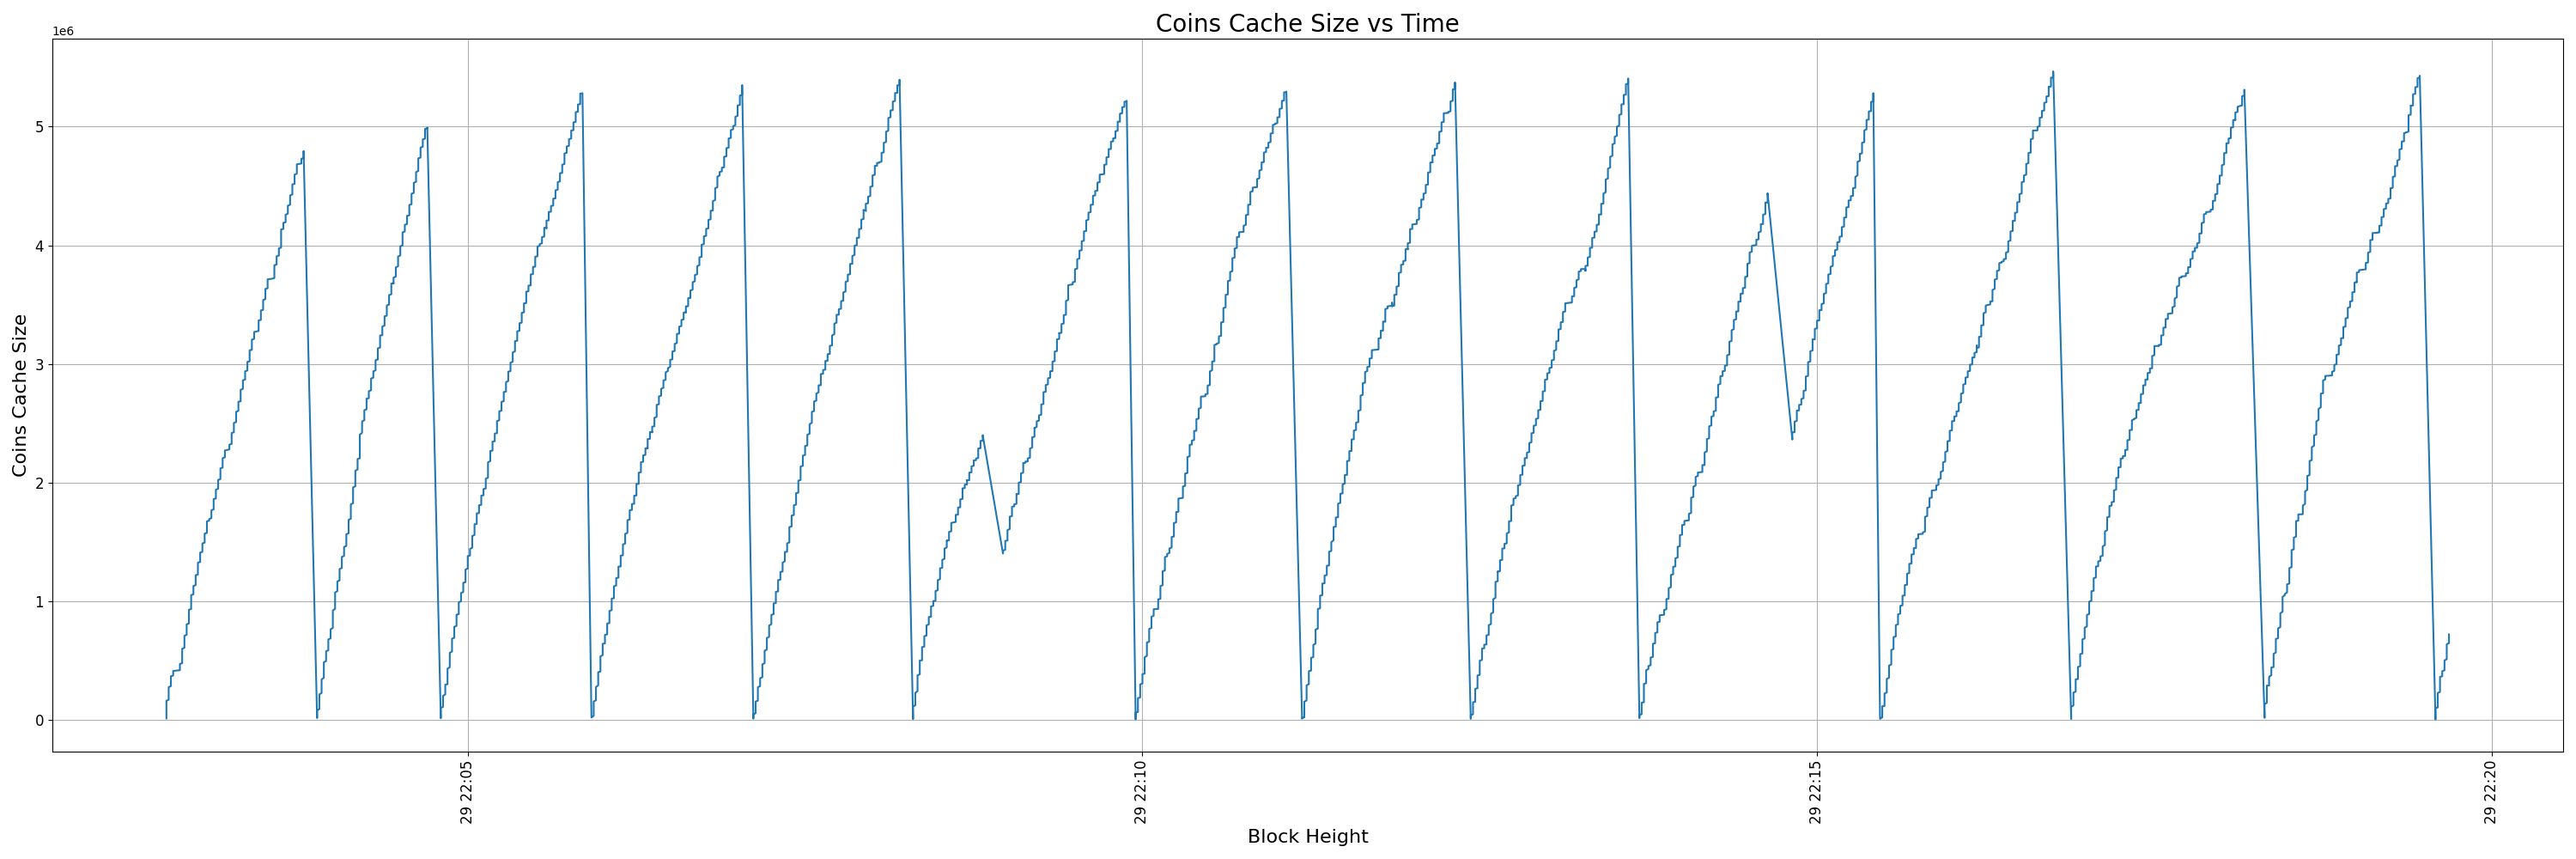 Coins Cache Size vs Time
1e6
5
4
3
2
1
0
Coins Cache Size
29 22:05
29 22:10
29 22:15
29 22:20
Block Height